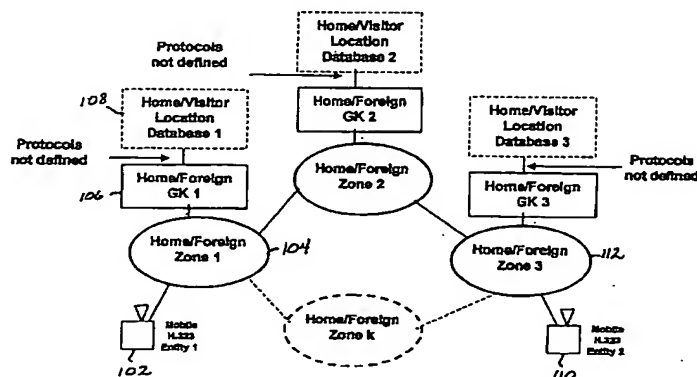 Protocols
not defined
Home/Visitor
Location
Database 2
108
Home/Visitor
Location
Database 1
Home/Foreign
GK 2
Home/Visitor
Location
Database 3
Protocols
not defined
Protocols
not defined
106
Home/Foreign
GK 1
Home/Foreign
Zone 2
Home/Foreign
GK 3
Home/Foreign
Zone 1
104
Home/Foreign
Zone 3
112
Home/Foreign
Zone k
Mobile
H.323
Entity 1
102
Mobile
H.323
Entity 2
110